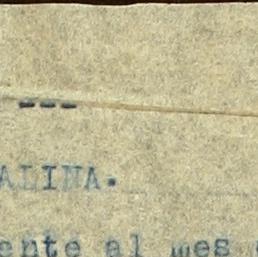 ---
ALINA.
ente al mes